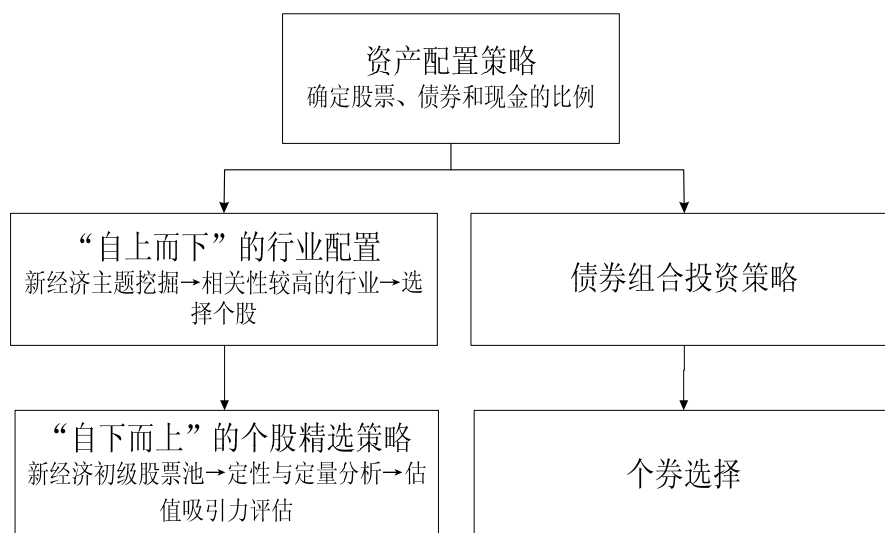 资产配置策略
确定股票、债券和现金的比例
“自上而下”的行业配置
新经济主题挖掘→相关性较高的行业→选
择个股
债券组合投资策略
“自下而上”的个股精选策略
新经济初级股票池→定性与定量分析→估
值吸引力评估
个券选择